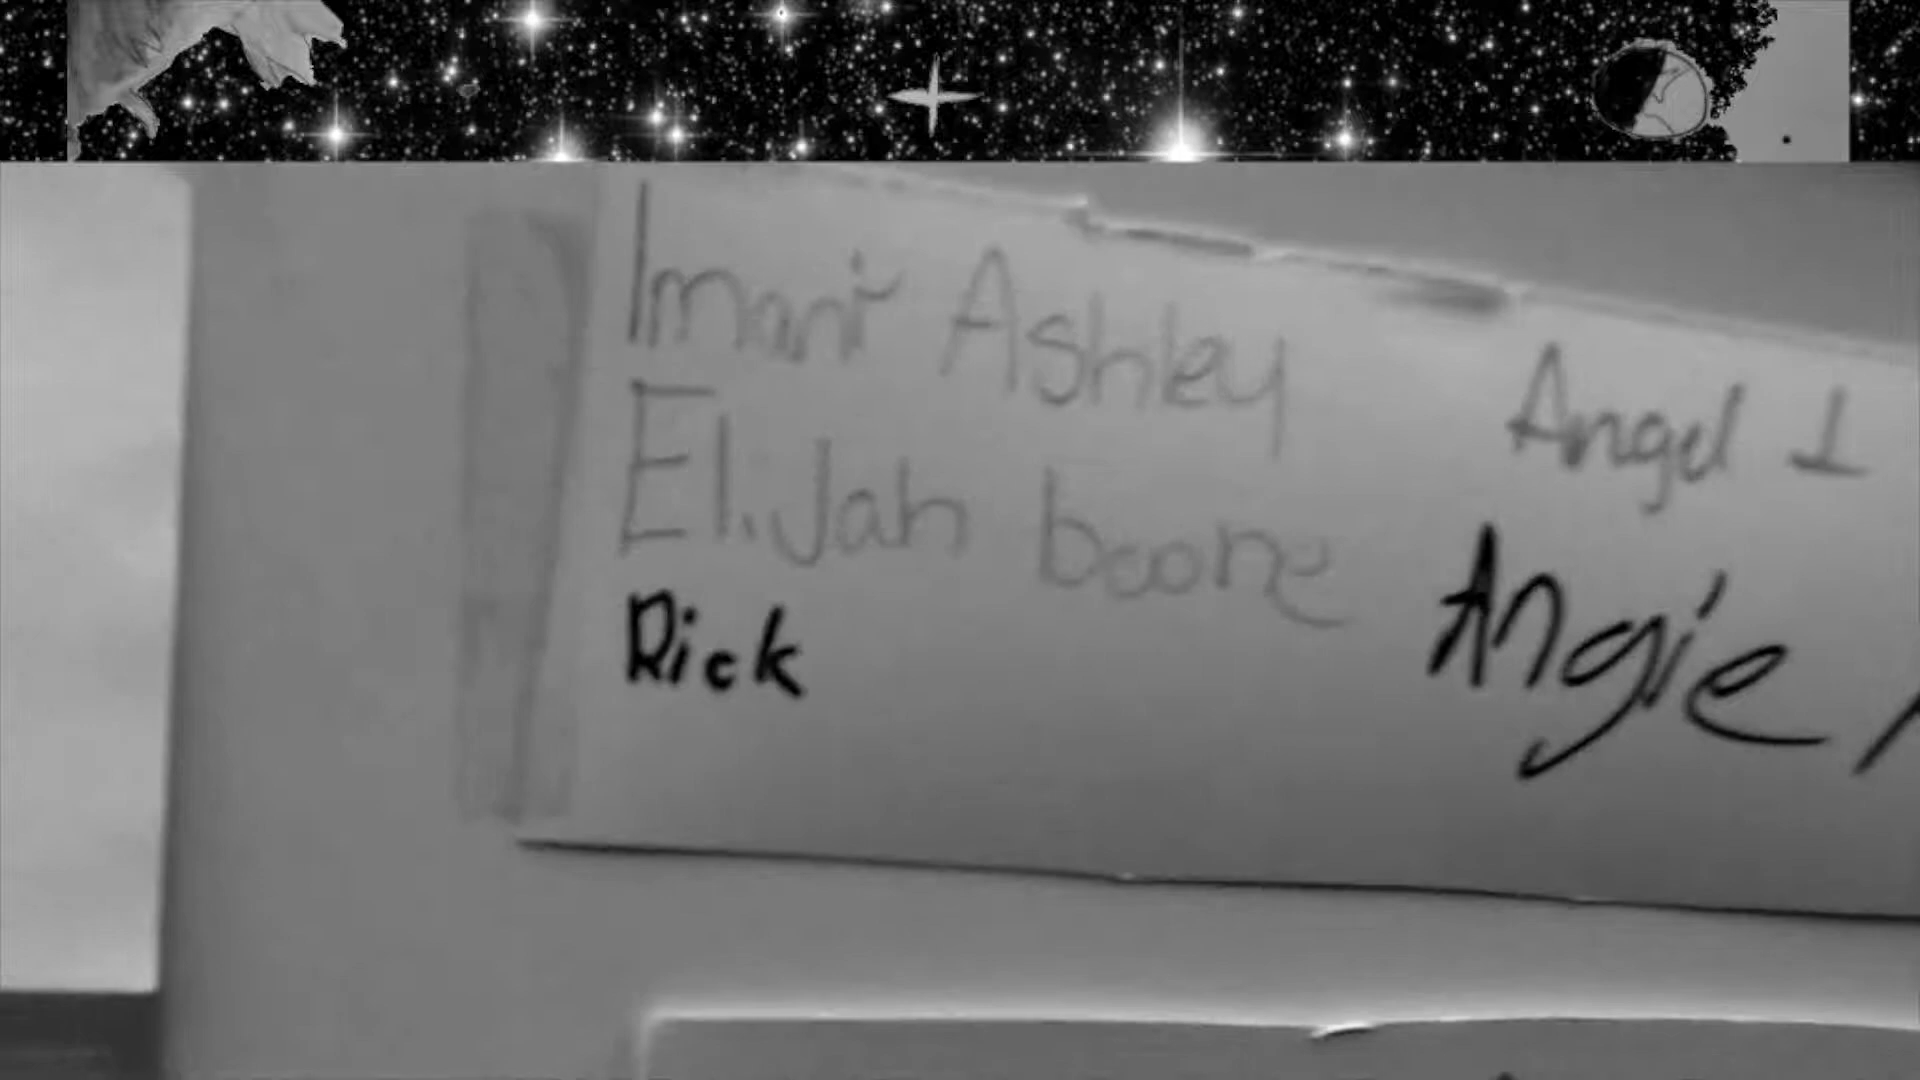 Imani Ashley
Elijah boone
Rick
Angel I
Angie